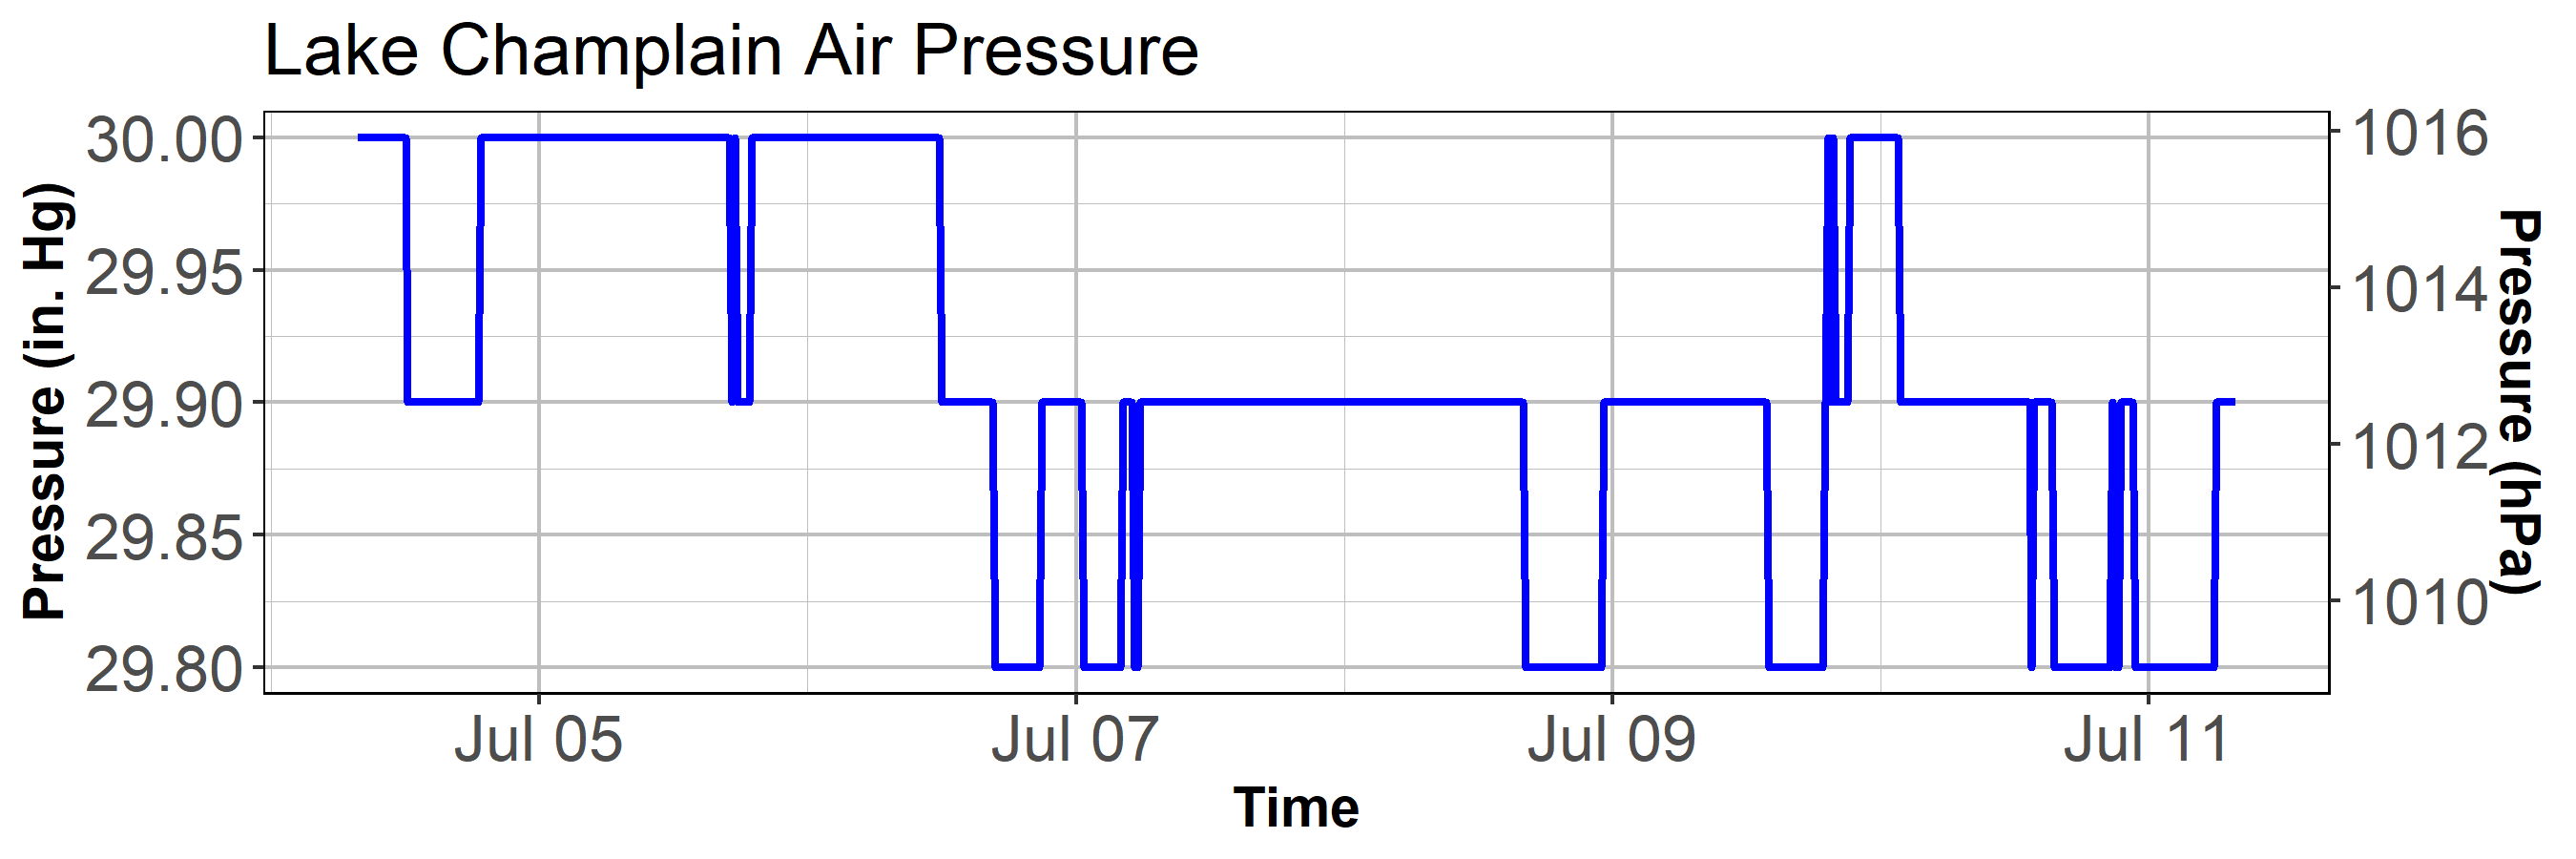 Lake Champlain Air Pressure
Pressure (in. Hg)
30.00
29.95
29.90
29.85
29.80
1016
1014
1012
1010
Pressure (hPa)
Jul 05 Jul 07 Jul 09 Jul 11
Time